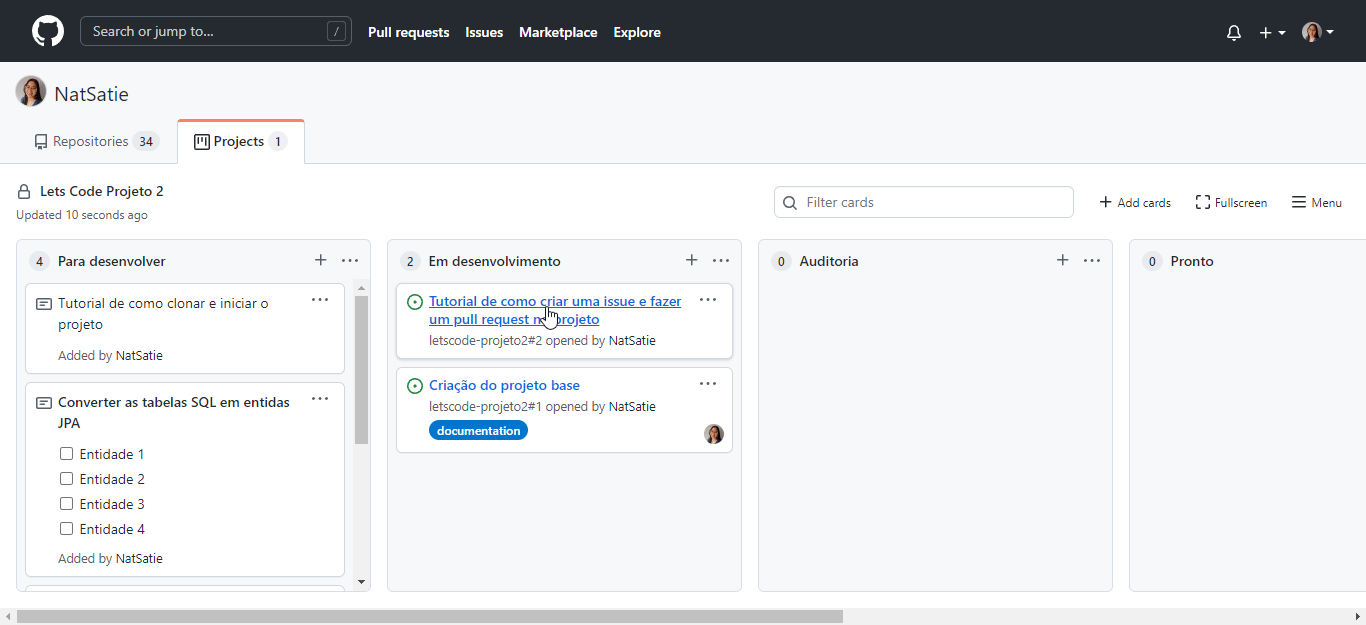 Search or jump to...
/
Pull requests
Issues
Marketplace
Explore
NatSatie
Repositories 34
Projects 1
Lets Code Projeto 2
Updated 10 seconds ago
Filter cards
Add cards
Fullscreen
Menu
4 Para desenvolver
Tutorial de como clonar e iniciar o
projeto
Added by NatSatie
Converter as tabelas SQL em entidas
JPA
Entidade 1
Entidade 2
Entidade 3
Entidade 4
Added by NatSatie
2 Em desenvolvimento
Tutorial de como criar uma issue e fazer
um pull request projeto
letscode-projeto2#2 opened by NatSatie
Criação do projeto base
letscode-projeto2#1 opened by NatSatie
documentation
0 Auditoria
0 Pronto